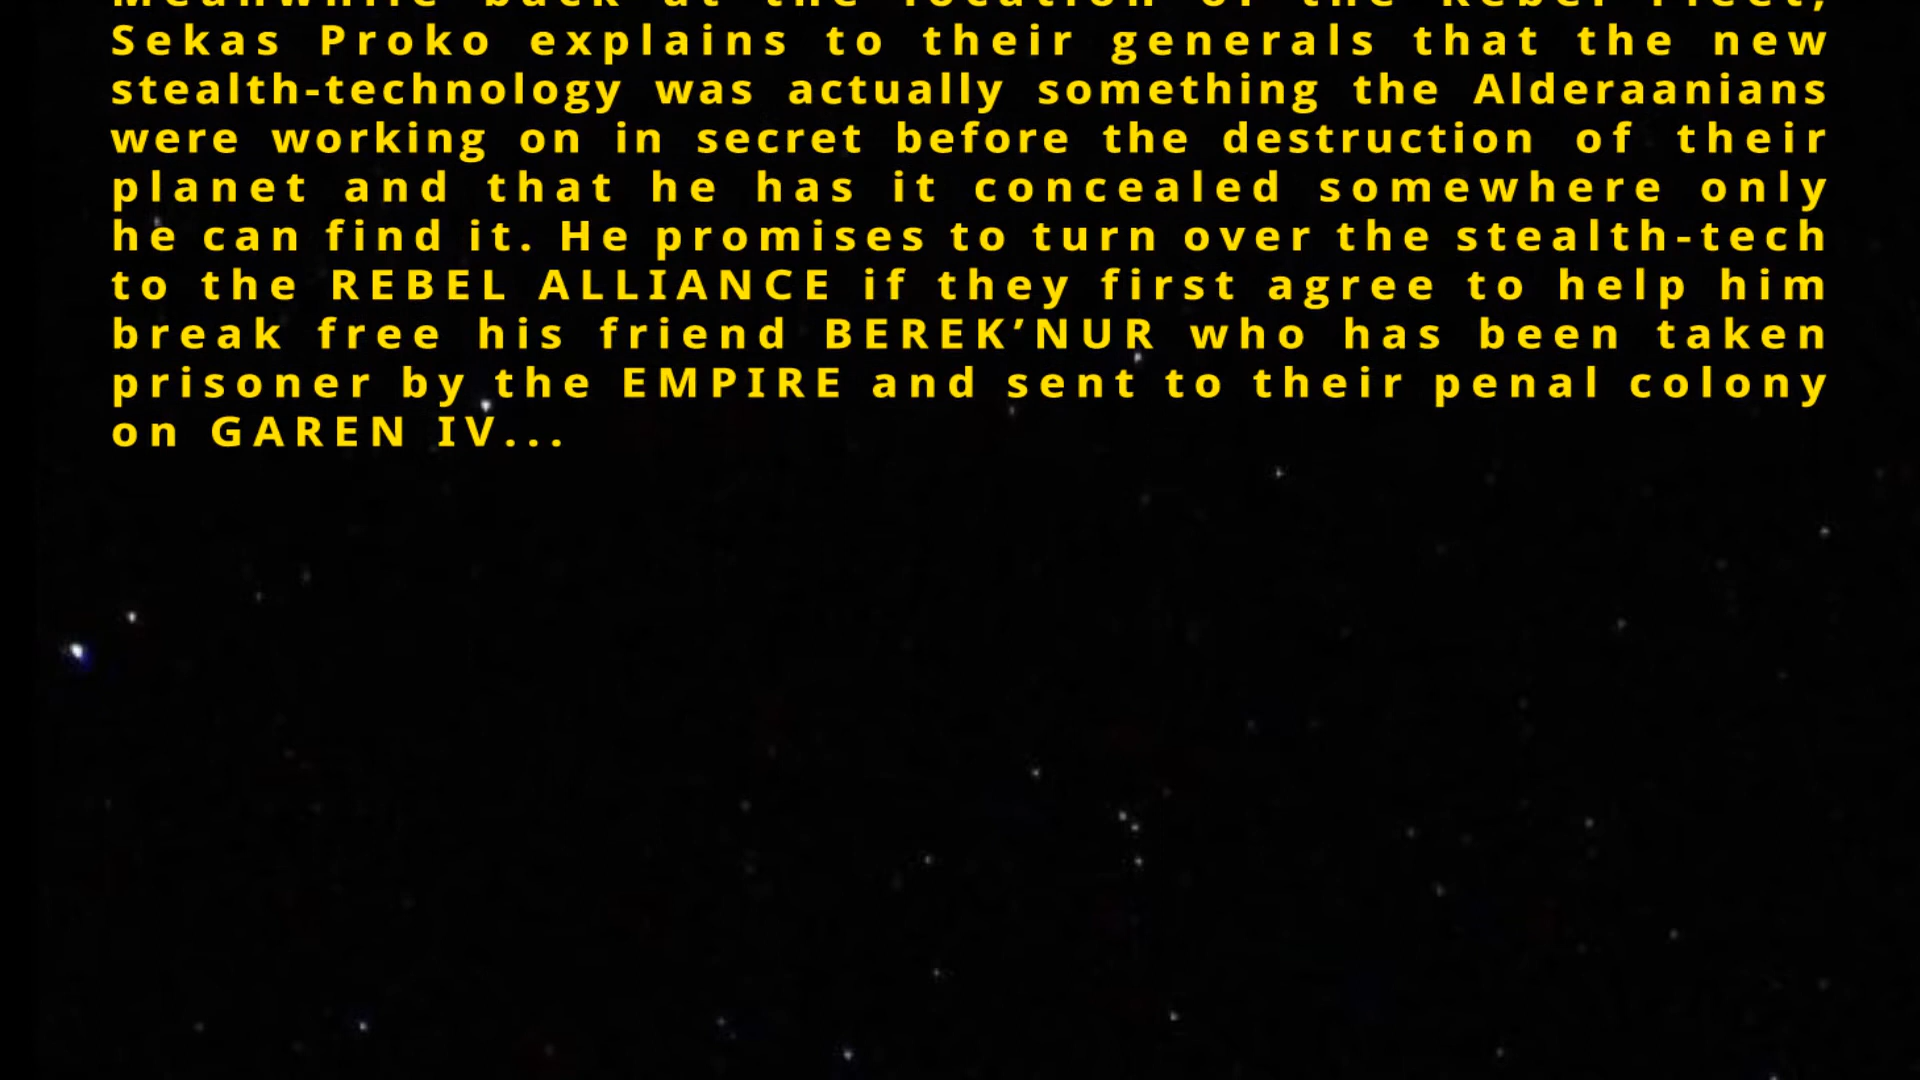 Meanwhile back at the location of the Rebel Fleet,
Sekas Proko explains to their generals that the new
stealth-technology was actually something the Alderaanians
were working on in secret before the destruction of their
planet and that he has it concealed somewhere only
he can find it. He promises to turn over the stealth-tech
to the REBEL ALLIANCE if they first agree to help him
break free his friend BEREK’NUR who has been taken
prisoner by the EMPIRE and sent to their penal colony
on GAREN IV...